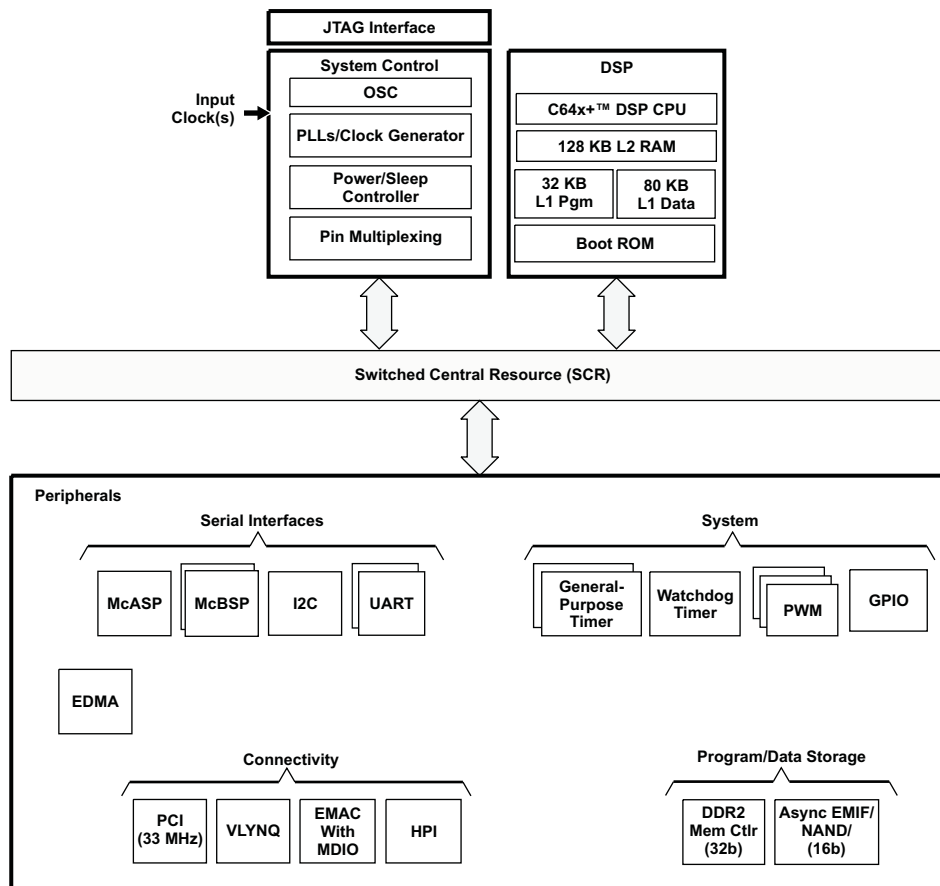 JTAG Interface
System Control
OSC
PLLs/Clock Generator
Power/Sleep
Controller
Pin Multiplexing
Input
Clock(s)
DSP
C64x+™ DSP CPU
128 KB L2 RAM
32 KB
L1 Pgm
80 KB
L1 Data
Boot ROM
Switched Central Resource (SCR)
Peripherals
Serial Interfaces
McASP
McBSP
I2C
UART
System
General-
Purpose
Timer
Watchdog
Timer
PWM
GPIO
EDMA
Connectivity
PCI
(33 MHz)
VLYNQ
EMAC
With
MDIO
HPI
Program/Data Storage
DDR2
Mem Ctlr
(32b)
Async EMIF/
NAND/
(16b)